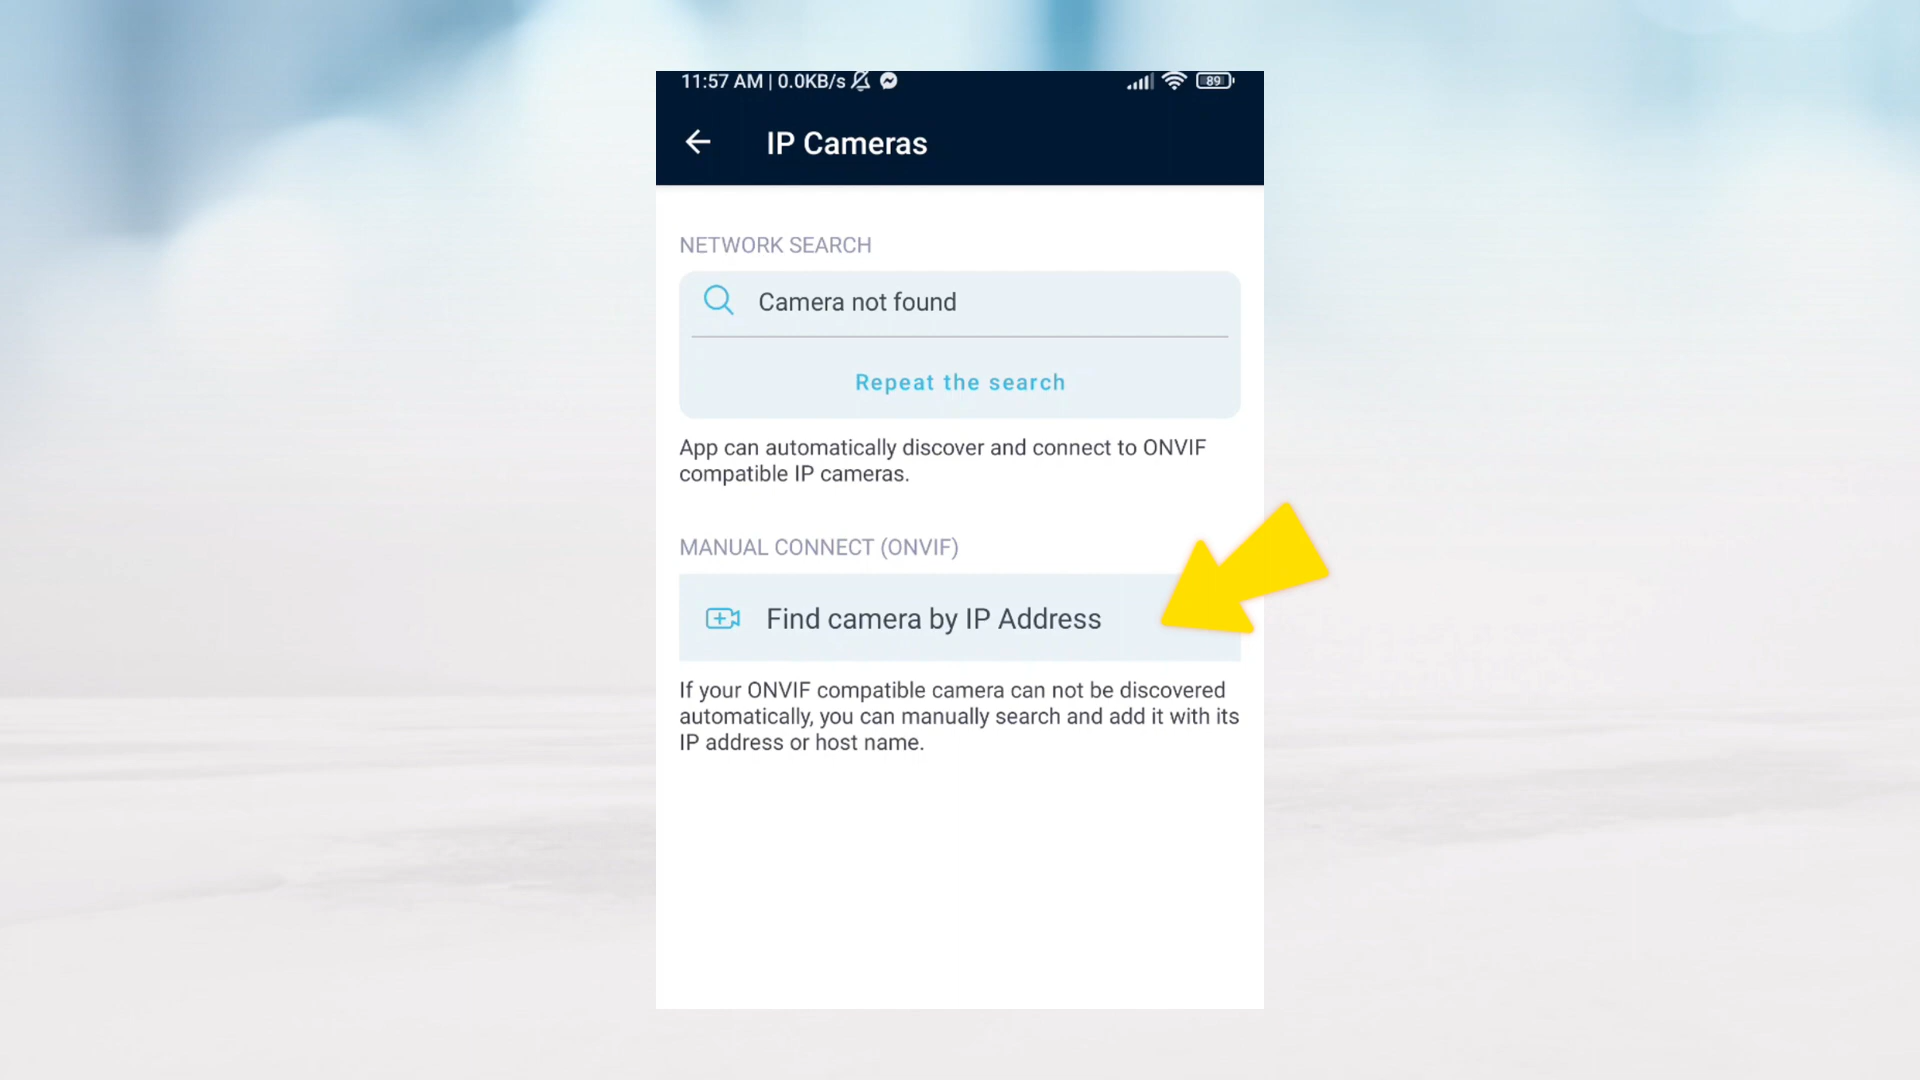 11:57 AM | 0.0KB/s
89
IP Cameras
NETWORK SEARCH
Camera not found
Repeat the search
App can automatically discover and connect to ONVIF
compatible IP cameras.
MANUAL CONNECT (ONVIF)
Find camera by IP Address
If your ONVIF compatible camera can not be discovered
automatically, you can manually search and add it with its
IP address or host name.